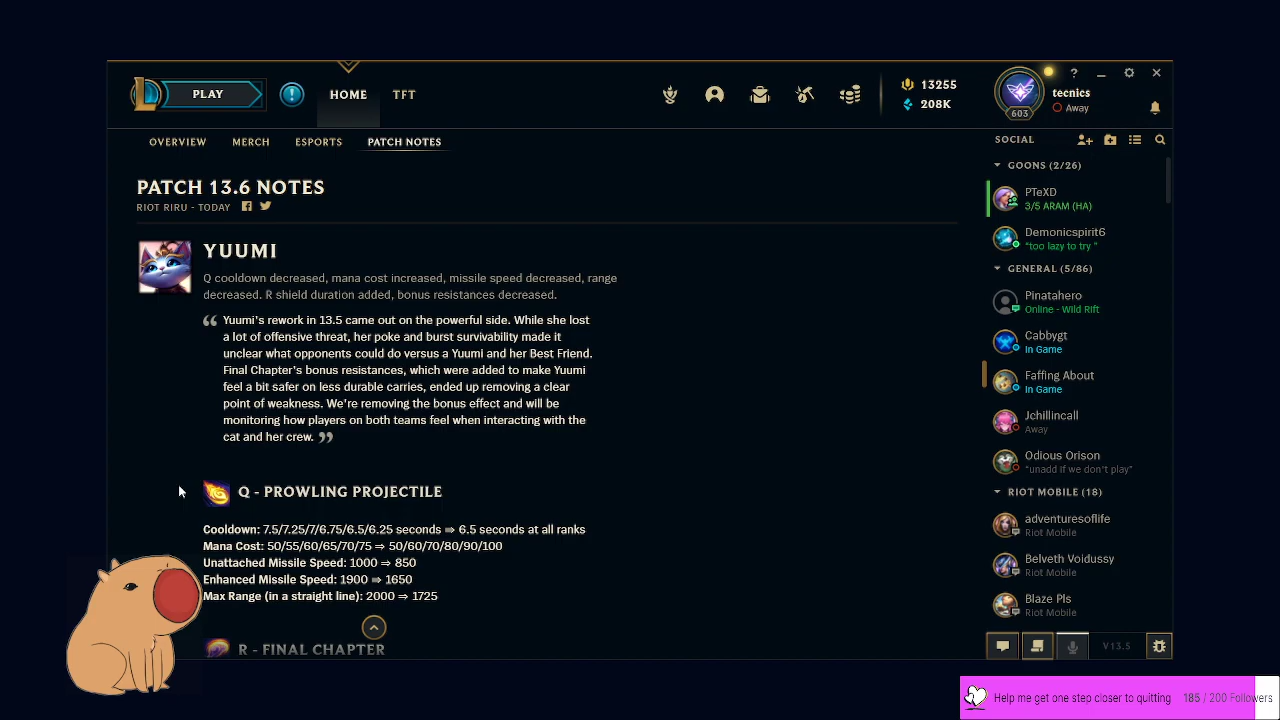 PLAY
HOME
TFT
13255
208K
603
tecnics
Away
OVERVIEW
MERCH
ESPORTS
PATCH NOTES
PATCH 13.6 NOTES
RIOT RIRU - TODAY
YUUMI
Q cooldown decreased, mana cost increased, missile speed decreased, range
decreased. R shield duration added, bonus resistances decreased.
Yuumi's rework in 13.5 came out on the powerful side. While she lost
a lot of offensive threat, her poke and burst survivability made it
unclear what opponents could do versus a Yuumi and her Best Friend.
Final Chapter's bonus resistances, which were added to make Yuumi
feel a bit safer on less durable carries, ended up removing a clear
point of weakness. We're removing the bonus effect and will be
monitoring how players on both teams feel when interacting with the
cat and her crew.
Q - PROWLING PROJECTILE
Cooldown: 7.5/7.25/7/6.75/6.5/6.25 seconds ⇒ 6.5 seconds at all ranks
Mana Cost: 50/55/60/65/70/75 ⇒ 50/60/70/80/90/100
Unattached Missile Speed: 1000 ⇒ 850
Enhanced Missile Speed: 1900 ⇒ 1650
Max Range (in a straight line): 2000 ⇒ 1725
R - FINAL CHAPTER
SOCIAL
GOONS (2/26)
PTeXD
3/5 ARAM (HA)
Demonicspirit6
"too lazy to try "
GENERAL (5/86)
Pinatahero
Online - Wild Rift
Cabbygt
In Game
Faffing About
In Game
Jchillincall
Away
Odious Orison
"unadd if we don't play"
RIOT MOBILE (18)
adventuresoflife
Riot Mobile
Belveth Voidussy
Riot Mobile
Blaze Pls
Riot Mobile
V13.5
Help me get one step closer to quitting 185 / 200 Followers